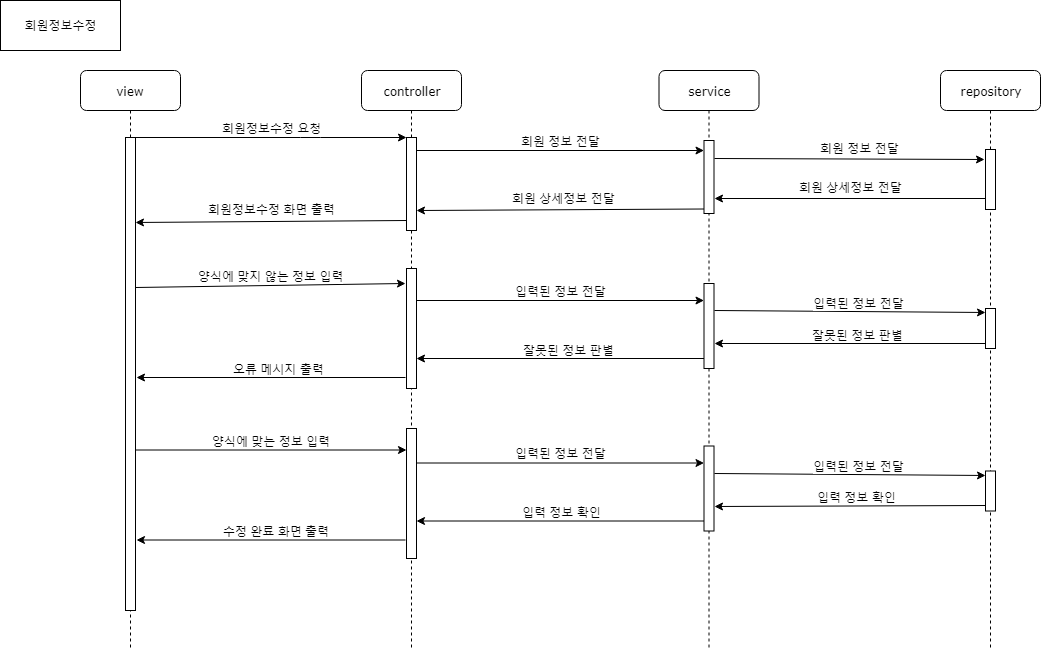 회원정보수정
view
controller
service
repository
회원정보수정 요청
회원 정보 전달
회원 정보 전달
회원 상세정보 전달
회원 상세정보 전달
회원정보수정 화면 출력
양식에 맞지 않는 정보 입력
입력된 정보 전달
입력된 정보 전달
잘못된 정보 판별
잘못된 정보 판별
오류 메시지 출력
양식에 맞는 정보 입력
입력된 정보 전달
입력된 정보 전달
입력 정보 확인
입력 정보 확인
수정 완료 화면 출력